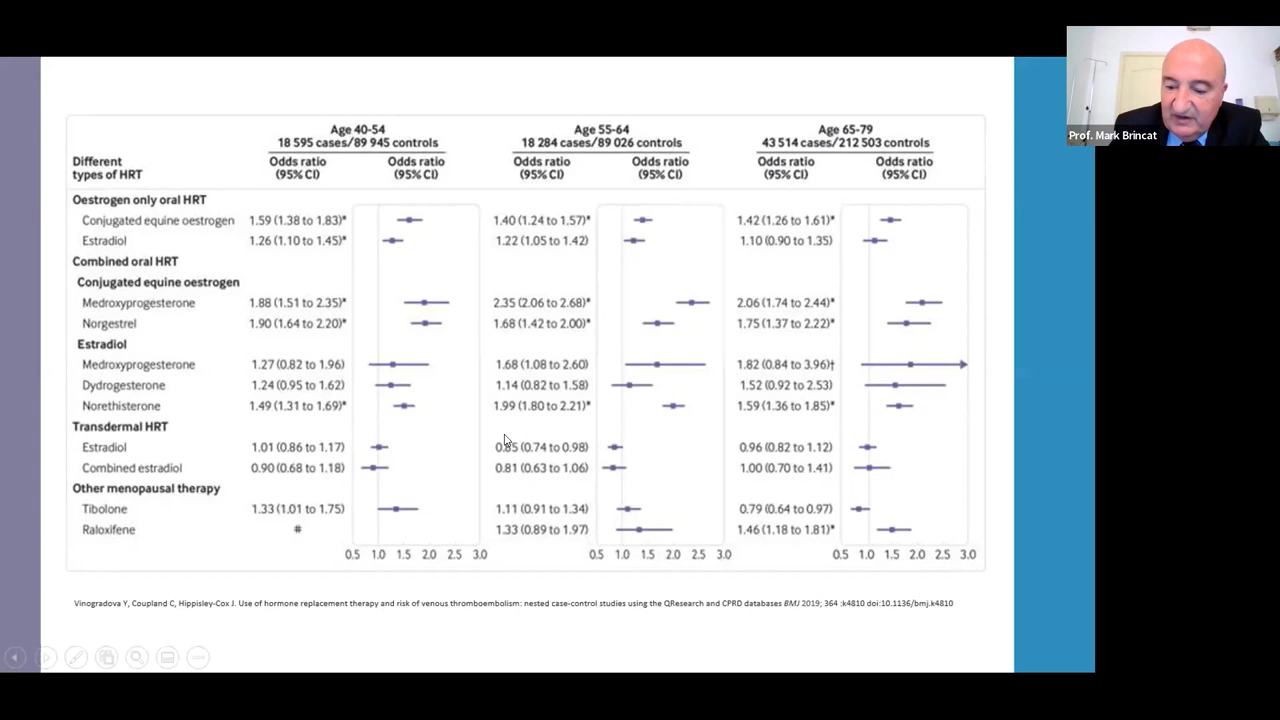 Prof. Mark Brincat
Age 40-54 Age 55-64 Age 65-79
18 595 cases/89 945 controls 18 284 cases/89 026 controls 43 514 cases/212 503 controls
Different types of HRT Odds ratio (95% CI) Odds ratio (95% CI) Odds ratio (95% CI) Odds ratio (95% CI) Odds ratio (95% CI) Odds ratio (95% CI)
Oestrogen only oral HRT
Conjugated equine oestrogen 1.59 (1.38 to 1.83)* 1.40 (1.24 to 1.57)* 1.42 (1.26 to 1.61)*
Estradiol 1.26 (1.10 to 1.45)* 1.22 (1.05 to 1.42) 1.10 (0.90 to 1.35)
Combined oral HRT
Conjugated equine oestrogen
Medroxyprogesterone 1.88 (1.51 to 2.35)* 2.35 (2.06 to 2.68)* 2.06 (1.74 to 2.44)*
Norgestrel 1.90 (1.64 to 2.20)* 1.68 (1.42 to 2.00)* 1.75 (1.37 to 2.22)*
Estradiol
Medroxyprogesterone 1.27 (0.82 to 1.96) 1.68 (1.08 to 2.60) 1.82 (0.84 to 3.96)†
Dydrogesterone 1.24 (0.95 to 1.62) 1.14 (0.82 to 1.58) 1.52 (0.92 to 2.53)
Norethisterone 1.49 (1.31 to 1.69)* 1.99 (1.80 to 2.21)* 1.59 (1.36 to 1.85)*
Transdermal HRT
Estradiol 1.01 (0.86 to 1.17) (0.74 to 0.98) 0.96 (0.82 to 1.12)
Combined estradiol 0.90 (0.68 to 1.18) 0.81 (0.63 to 1.06) 1.00 (0.70 to 1.41)
Other menopausal therapy
Tibolone 1.33 (1.01 to 1.75) 1.11 (0.91 to 1.34) 0.79 (0.64 to 0.97)
Raloxifene # 1.33 (0.89 to 1.97) 1.46 (1.18 to 1.81)*
0.5 1.0 1.5 2.0 2.5 3.0 0.5 1.0 1.5 2.0 2.5 3.0 0.5 1.0 1.5 2.0 2.5 3.0
Vinogradova Y, Coupland C, Hippisley-Cox J. Use of hormone replacement therapy and risk of venous thromboembolism: nested case-control studies using the QResearch and CPRD databases BMJ 2019; 364 :k4810 doi:10.1136/bmj.k4810